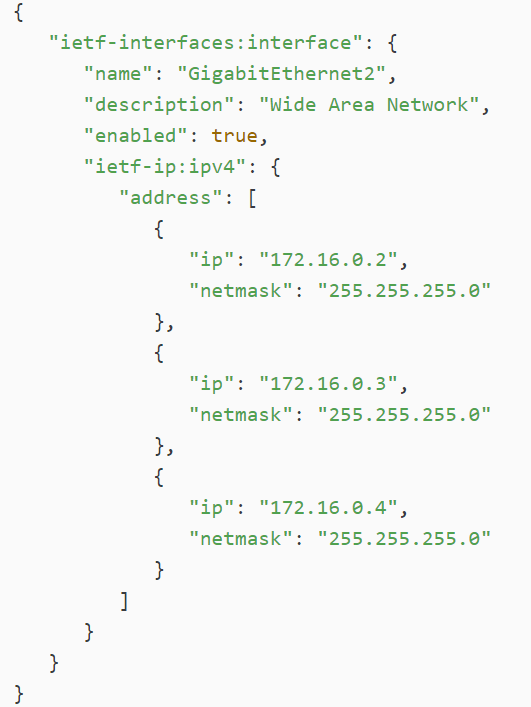 {
   "ietf-interfaces:interface": {
      "name": "GigabitEthernet2",
      "description": "Wide Area Network",
      "enabled": true,
      "ietf-ip:ipv4": {
         "address": [
            {
               "ip": "172.16.0.2",
               "netmask": "255.255.255.0"
            },
            {
               "ip": "172.16.0.3",
               "netmask": "255.255.255.0"
            },
            {
               "ip": "172.16.0.4",
               "netmask": "255.255.255.0"
            }
         ]
      }
   }
}